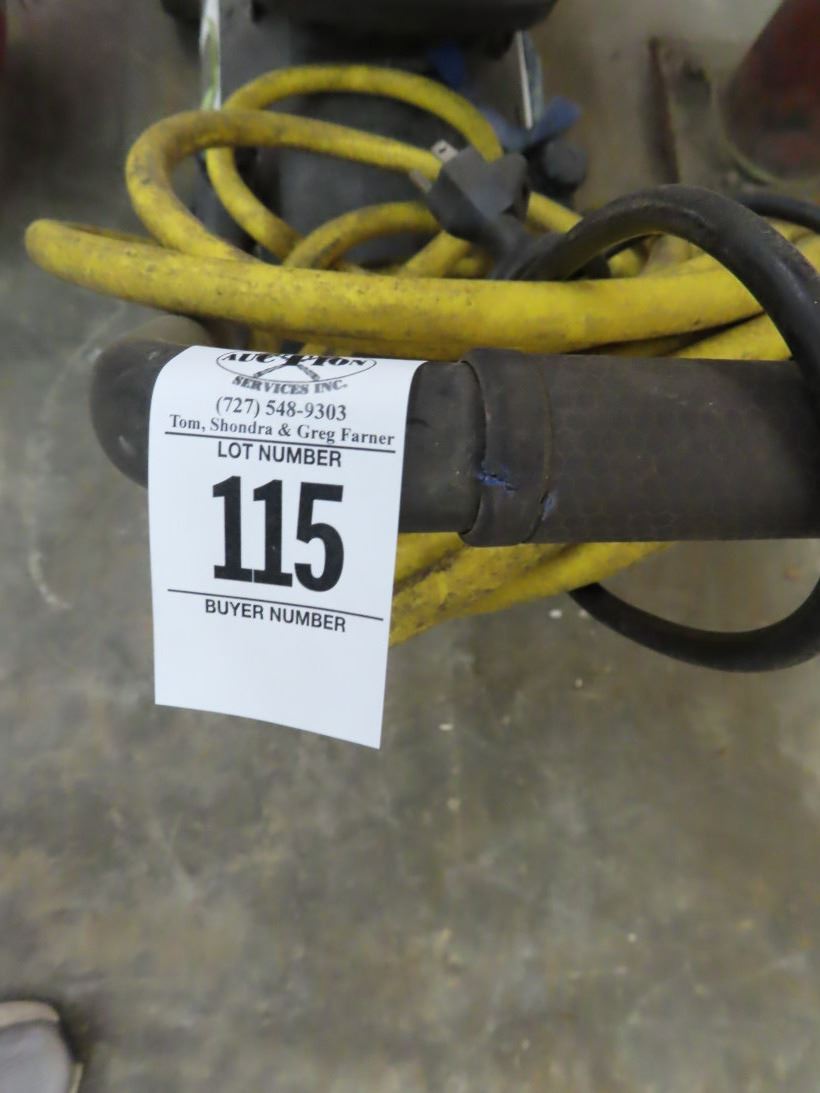 AUCTION
SERVICES INC.
(727) 548-9303
Tom, Shondra & Greg Farner
LOT NUMBER
115
BUYER NUMBER